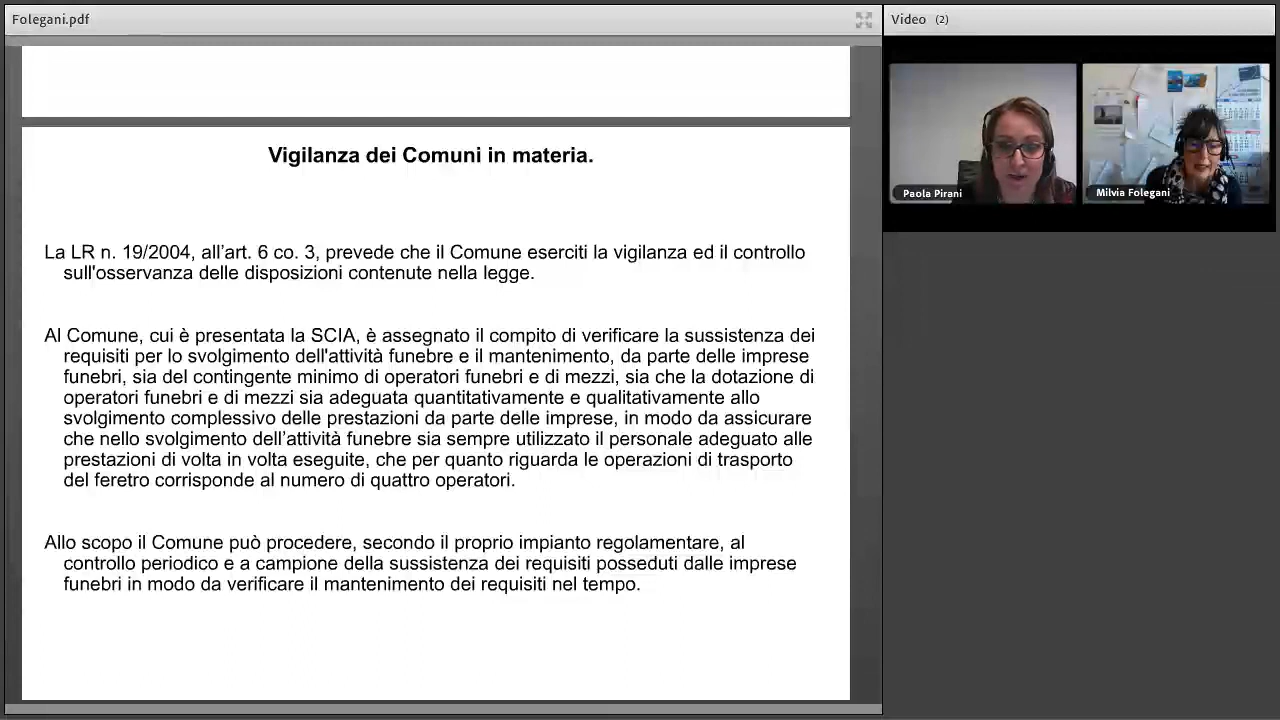 Folegani.pdf
Video (2)
Vigilanza dei Comuni in materia.
La LR n. 19/2004, all'art. 6 co. 3, prevede che il Comune eserciti la vigilanza ed il controllo
sull'osservanza delle disposizioni contenute nella legge.
Al Comune, cui è presentata la SCIA, è assegnato il compito di verificare la sussistenza dei
requisiti per lo svolgimento dell'attività funebre e il mantenimento, da parte delle imprese
funebri, sia del contingente minimo di operatori funebri e di mezzi, sia che la dotazione di
operatori funebri e di mezzi sia adeguata quantitativamente e qualitativamente allo
svolgimento complessivo delle prestazioni da parte delle imprese, in modo da assicurare
che nello svolgimento dell'attività funebre sia sempre utilizzato il personale adeguato alle
prestazioni di volta in volta eseguite, che per quanto riguarda le operazioni di trasporto
del feretro corrisponde al numero di quattro operatori.
Allo scopo il Comune può procedere, secondo il proprio impianto regolamentare, al
controllo periodico e a campione della sussistenza dei requisiti posseduti dalle imprese
funebri in modo da verificare il mantenimento dei requisiti nel tempo.
Paola Pirani
Milvia Folegani